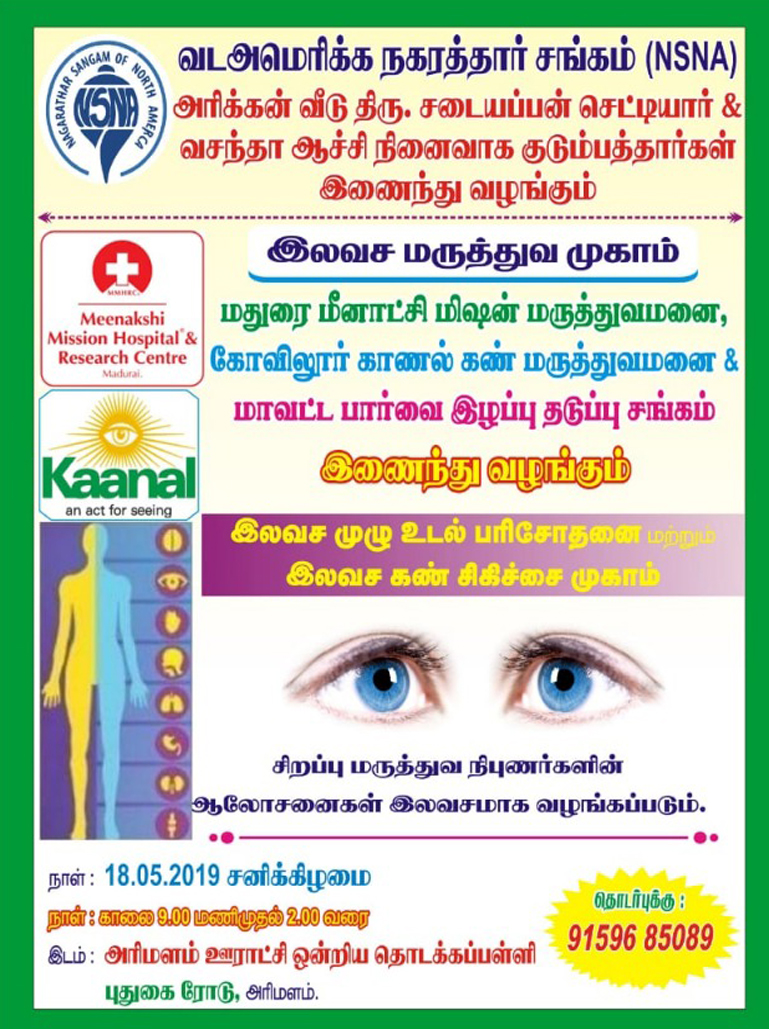 NAGARATHAR SANGAM OF NORTH AMERCA
NSNA
வடஅமெரிக்க நகரத்தார் சங்கம் (NSNA)
அரிக்கன் வீடு திரு. சடையப்பன் செட்டியார் &
வசந்தா ஆச்சி நினைவாக குடும்பத்தார்கள்
இணைந்து வழங்கும்
இலவச மருத்துவ முகாம்
MMHRC.
Meenakshi
Mission Hospital® &
Research Centre
Madurai.
மதுரை மீனாட்சி மிஷன் மருத்துவமனை,
கோவிலூர் காணல் கண் மருத்துவமனை &
மாவட்ட பார்வை இழப்பு தடுப்பு சங்கம்
Kaanal
an act for seeing
இணைந்து வழங்கும்
இலவச முழு உடல் பரிசோதனை மற்றும்
இலவச கண் சிகிச்சை முகாம்
சிறப்பு மருத்துவ நிபுணர்களின்
ஆலோசனைகள் இலவசமாக வழங்கப்படும்.
நாள் : 18.05.2019 சனிக்கிழமை
நாள் : காலை 9.00 மணிமுதல் 2.00 வரை
இடம் : அரிமளம் ஊராட்சி ஒன்றிய தொடக்கப்பள்ளி
புதுகை ரோடு, அரிமளம்.
தொடர்புக்கு :
91596 85089